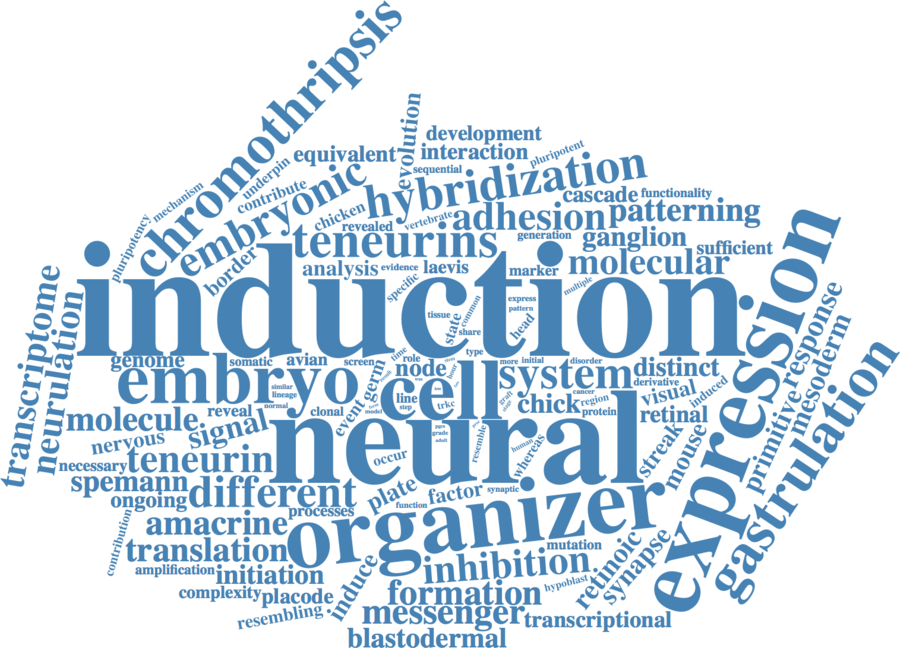 chromothripsis
evolution
development
equivalent
interaction
pluripotent
underpin
sequential
mechanism
contribute
embryonic
hybridization
cascade
functionality
chicken
revealed
vertebrate
adhesion
patterning
pluripotency
border
teneurins
generation
ganglion
sufficient
analysis
evidence
laevis
marker
molecular
specific
multiple
induction
express
pattern
tissue
state
common
share
head
expression
response
transcriptome
neurulation
genome
somatic
avian
screen
time
role
type
more
initial
disorder
distinct
embryo
germ
node
system
derivative
visual
induced
primitive
mesoderm
similar
lineage
normal
event
cell
line
step
trkc
graft
chick
cancer
region
protein
retinal
molecule
reveal
clonal
model
nervous
signal
neural
grade
adult
resemble
human
whereas
streak
mouse
gastrulation
necessary
teneurin
occur
spemann
ongoing
different
plate
factor
synaptic
processes
function
organizer
contribution
amacrine
translation
mutation
retinoic
synapse
amplification
initiation
induce
inhibition
hypoblast
complexity
placode
formation
resembling
messenger
transcriptional
blastodermal